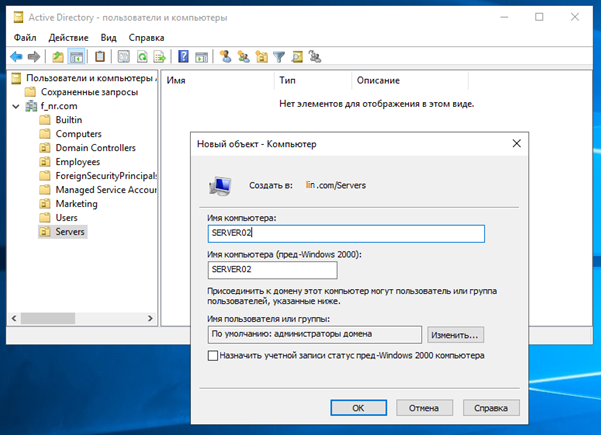 Active Directory - пользователи и компьютеры
Файл Действие Вид Справка
Пользователи и компьютеры
Сохраненные запросы
f_nr.com
Builtin
Computers
Domain Controllers
Employees
ForeignSecurityPrincipals
Managed Service Accou
Marketing
Users
Servers
Имя Тип Описание
Нет элементов для отображения в этом виде.
Новый объект - Компьютер
Создать в: lin .com/Servers
Имя компьютера:
SERVER02
Имя компьютера (пред-Windows 2000):
SERVER02
Присоединить к домену этот компьютер могут пользователь или группа
пользователей, указанные ниже.
Имя пользователя или группы:
По умолчанию: администраторы домена
Изменить...
Назначить учетной записи статус пред-Windows 2000 компьютера
OK Отмена Справка